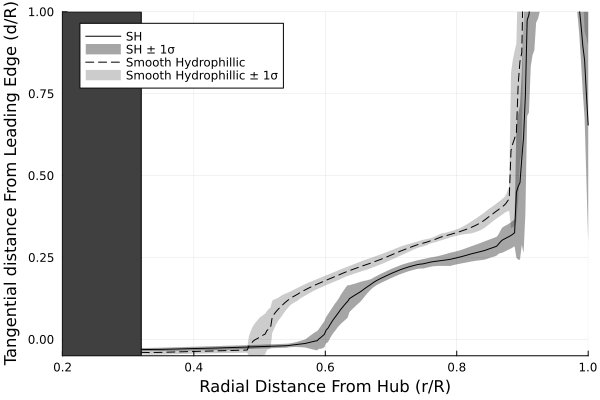 1.00
0.75
0.50
0.25
0.00
Tangential distance From Leading Edge (d/R)
SH
SH ± 1σ
Smooth Hydrophillic
Smooth Hydrophillic ± 1σ
0.2 0.4 0.6 0.8 1.0
Radial Distance From Hub (r/R)